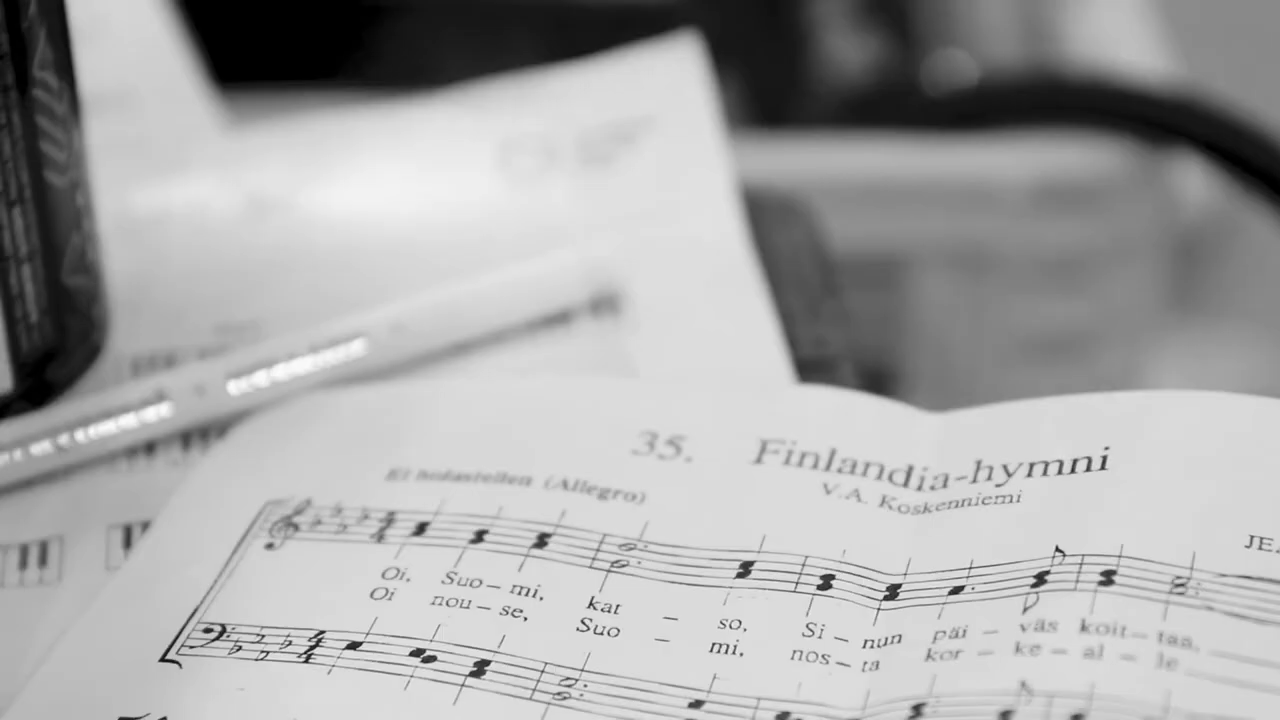 35. Finlandia-hymni
V.A. Koskenniemi
Ei hidastellen (Allegro)
Oi, Suo – mi, kat – so, Si – nun päi – väs koit – taa,
Oi nou – se, Suo – mi, nos – ta kor – ke – al – le